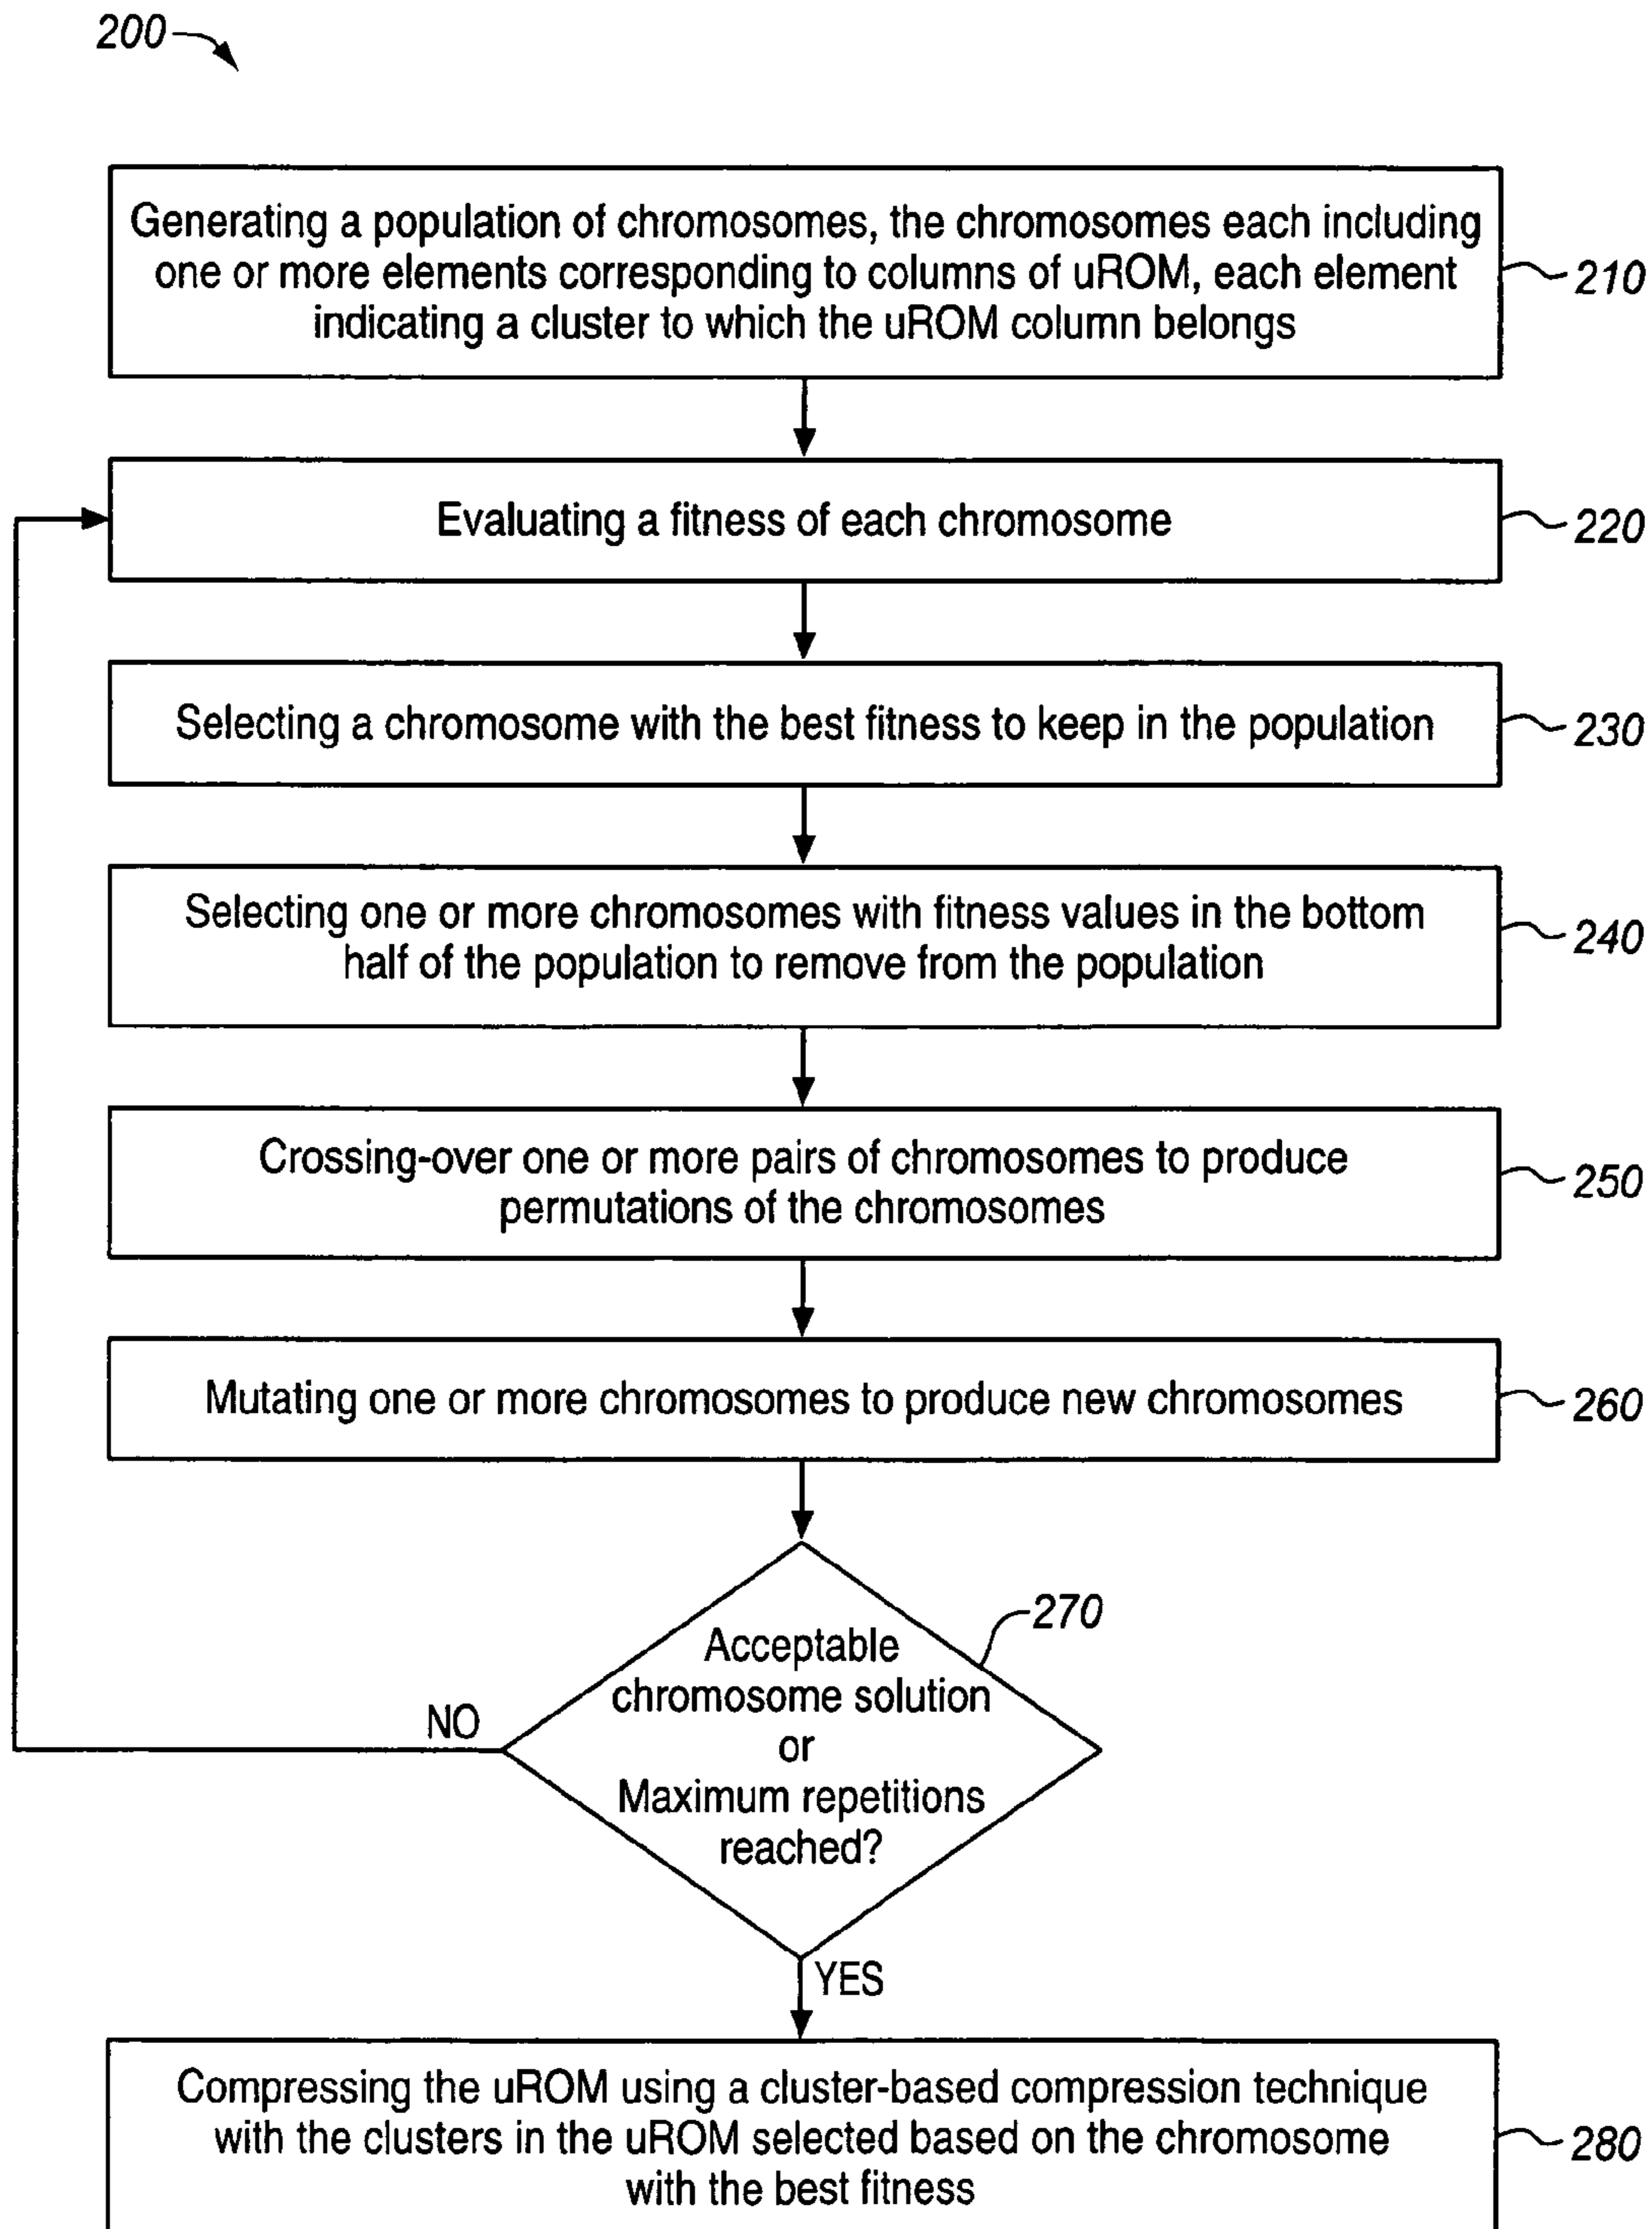 200
Generating a population of chromosomes, the chromosomes each including
one or more elements corresponding to columns of uROM, each element
indicating a cluster to which the uROM column belongs
210
Evaluating a fitness of each chromosome
220
Selecting a chromosome with the best fitness to keep in the population
230
Selecting one or more chromosomes with fitness values in the bottom
half of the population to remove from the population
240
Crossing-over one or more pairs of chromosomes to produce
permutations of the chromosomes
250
Mutating one or more chromosomes to produce new chromosomes
260
270
Acceptable
chromosome solution
or
Maximum repetitions
reached?
NO
YES
Compressing the uROM using a cluster-based compression technique
with the clusters in the uROM selected based on the chromosome
with the best fitness
280